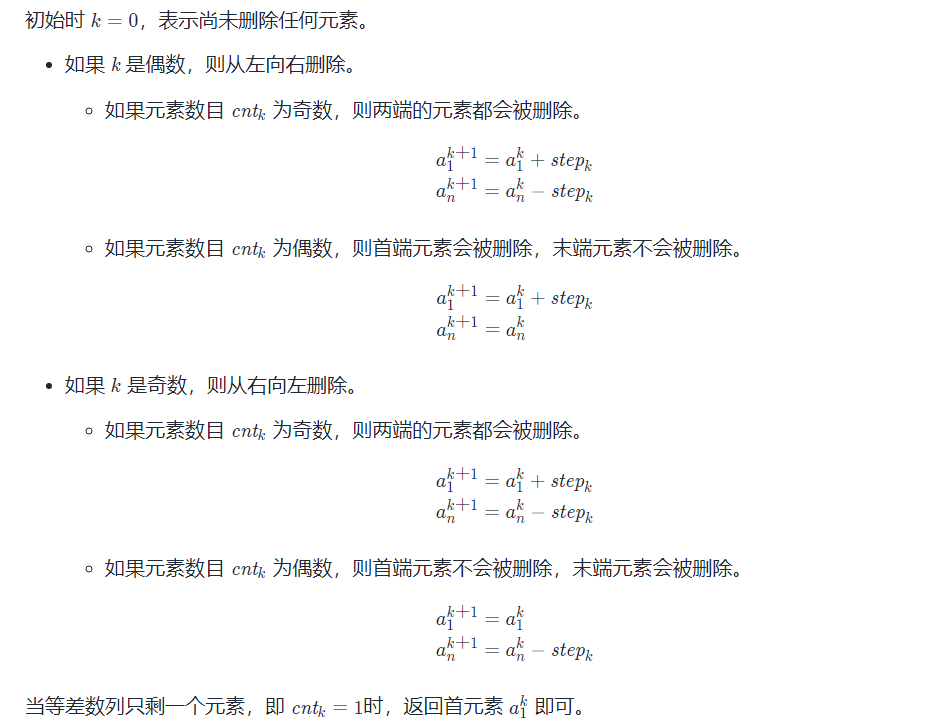 初始时 k = 0，表示尚未删除任何元素。
• 如果 k 是偶数，则从左向右删除。
◦ 如果元素数目 cnt_k 为奇数，则两端的元素都会被删除。
a_1^{k+1} = a_1^k + step_k
a_n^{k+1} = a_n^k − step_k
◦ 如果元素数目 cnt_k 为偶数，则首端元素会被删除，末端元素不会被删除。
a_1^{k+1} = a_1^k + step_k
a_n^{k+1} = a_n^k
• 如果 k 是奇数，则从右向左删除。
◦ 如果元素数目 cnt_k 为奇数，则两端的元素都会被删除。
a_1^{k+1} = a_1^k + step_k
a_n^{k+1} = a_n^k − step_k
◦ 如果元素数目 cnt_k 为偶数，则首端元素不会被删除，末端元素会被删除。
a_1^{k+1} = a_1^k
a_n^{k+1} = a_n^k − step_k
当等差数列只剩一个元素，即 cnt_k = 1时，返回首元素 a_1^k 即可。